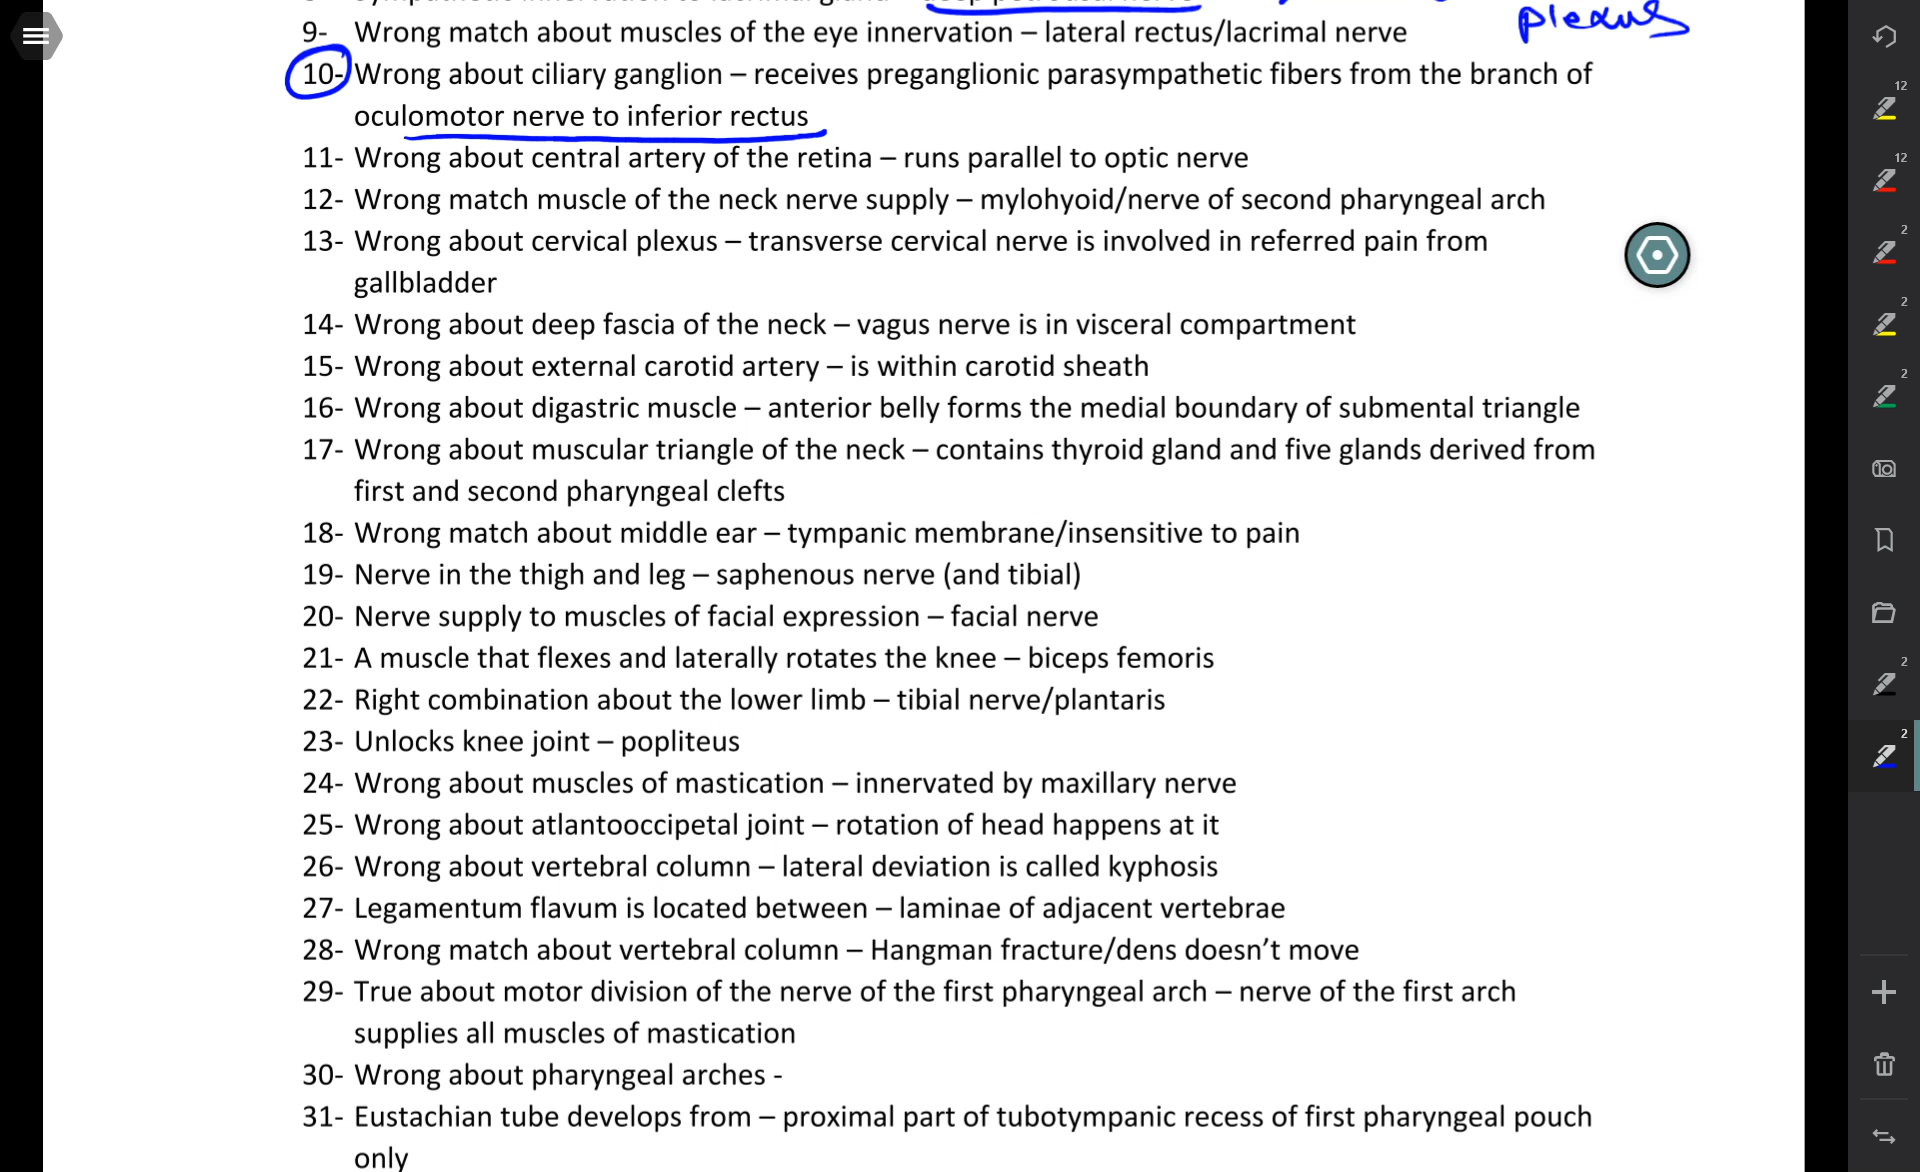 9- Wrong match about muscles of the eye innervation – lateral rectus/lacrimal nerve
plexus
10- Wrong about ciliary ganglion – receives preganglionic parasympathetic fibers from the branch of
oculomotor nerve to inferior rectus
11- Wrong about central artery of the retina – runs parallel to optic nerve
12- Wrong match muscle of the neck nerve supply – mylohyoid/nerve of second pharyngeal arch
13- Wrong about cervical plexus – transverse cervical nerve is involved in referred pain from
gallbladder
14- Wrong about deep fascia of the neck – vagus nerve is in visceral compartment
15- Wrong about external carotid artery – is within carotid sheath
16- Wrong about digastric muscle – anterior belly forms the medial boundary of submental triangle
17- Wrong about muscular triangle of the neck – contains thyroid gland and five glands derived from
first and second pharyngeal clefts
18- Wrong match about middle ear – tympanic membrane/insensitive to pain
19- Nerve in the thigh and leg – saphenous nerve (and tibial)
20- Nerve supply to muscles of facial expression – facial nerve
21- A muscle that flexes and laterally rotates the knee – biceps femoris
22- Right combination about the lower limb – tibial nerve/plantaris
23- Unlocks knee joint – popliteus
24- Wrong about muscles of mastication – innervated by maxillary nerve
25- Wrong about atlantooccipetal joint – rotation of head happens at it
26- Wrong about vertebral column – lateral deviation is called kyphosis
27- Legamentum flavum is located between – laminae of adjacent vertebrae
28- Wrong match about vertebral column – Hangman fracture/dens doesn't move
29- True about motor division of the nerve of the first pharyngeal arch – nerve of the first arch
supplies all muscles of mastication
30- Wrong about pharyngeal arches -
31- Eustachian tube develops from – proximal part of tubotympanic recess of first pharyngeal pouch
only
12
12
2
2
2
2
2